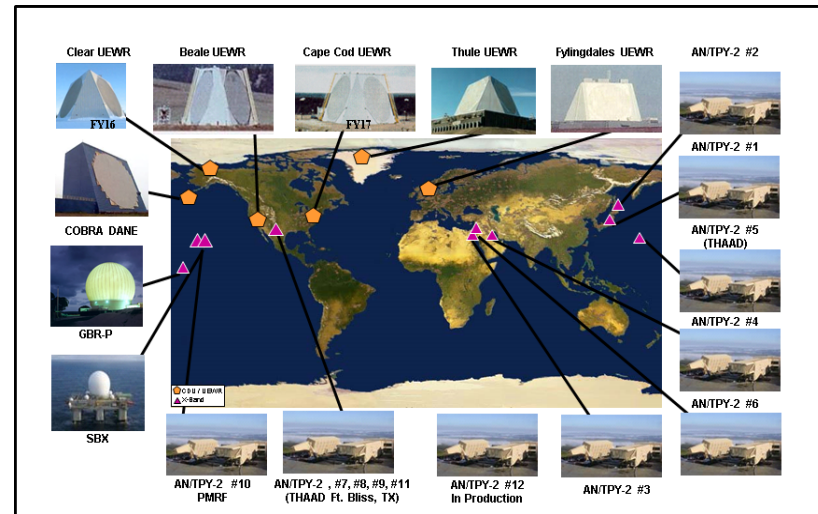 Clear UEWR
Beale UEWR
Cape Cod UEWR
Thule UEWR
Fylingdales UEWR
AN/TPY-2 #2
FY16
FY17
AN/TPY-2 #1
COBRA DANE
AN/TPY-2 #5
(THAAD)
GBR-P
AN/TPY-2 #4
CDU / UEWR
X-Band
AN/TPY-2 #6
SBX
AN/TPY-2 #10
PMRF
AN/TPY-2 , #7, #8, #9, #11
(THAAD Ft. Bliss, TX)
AN/TPY-2 #12
In Production
AN/TPY-2 #3